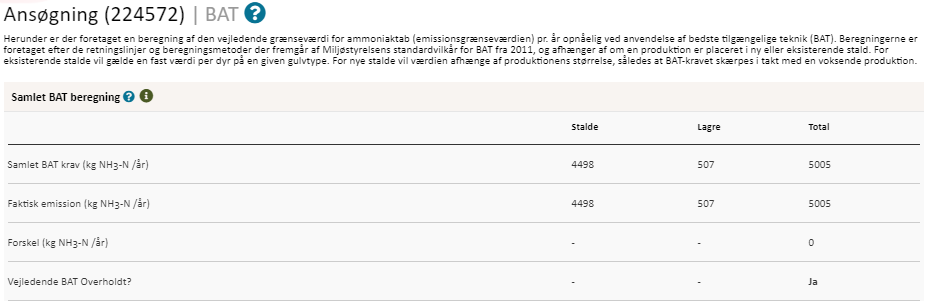 Ansøgning (224572) | BAT ?
Herunder er der foretaget en beregning af den vejledende grænseværdi for ammoniaktab (emissionsgrænseværdien) pr. år opnåelig ved anvendelse af bedste tilgængelige teknik (BAT). Beregningerne er
foretaget efter de retningslinjer og beregningsmetoder der fremgår af Miljøstyrelsens standardvilkår for BAT fra 2011, og afhænger af om en produktion er placeret i ny eller eksisterende stald. For
eksisterende stalde vil gælde en fast værdi per dyr på en given gulvtype. For nye stalde vil værdien afhænge af produktionens størrelse, således at BAT-kravet skærpes i takt med en voksende produktion.
Samlet BAT beregning ? i
Stalde Lagre Total
Samlet BAT krav (kg NH3-N /år) 4498 507 5005
Faktisk emission (kg NH3-N /år) 4498 507 5005
Forskel (kg NH3-N /år) - - 0
Vejledende BAT Overholdt? - - Ja